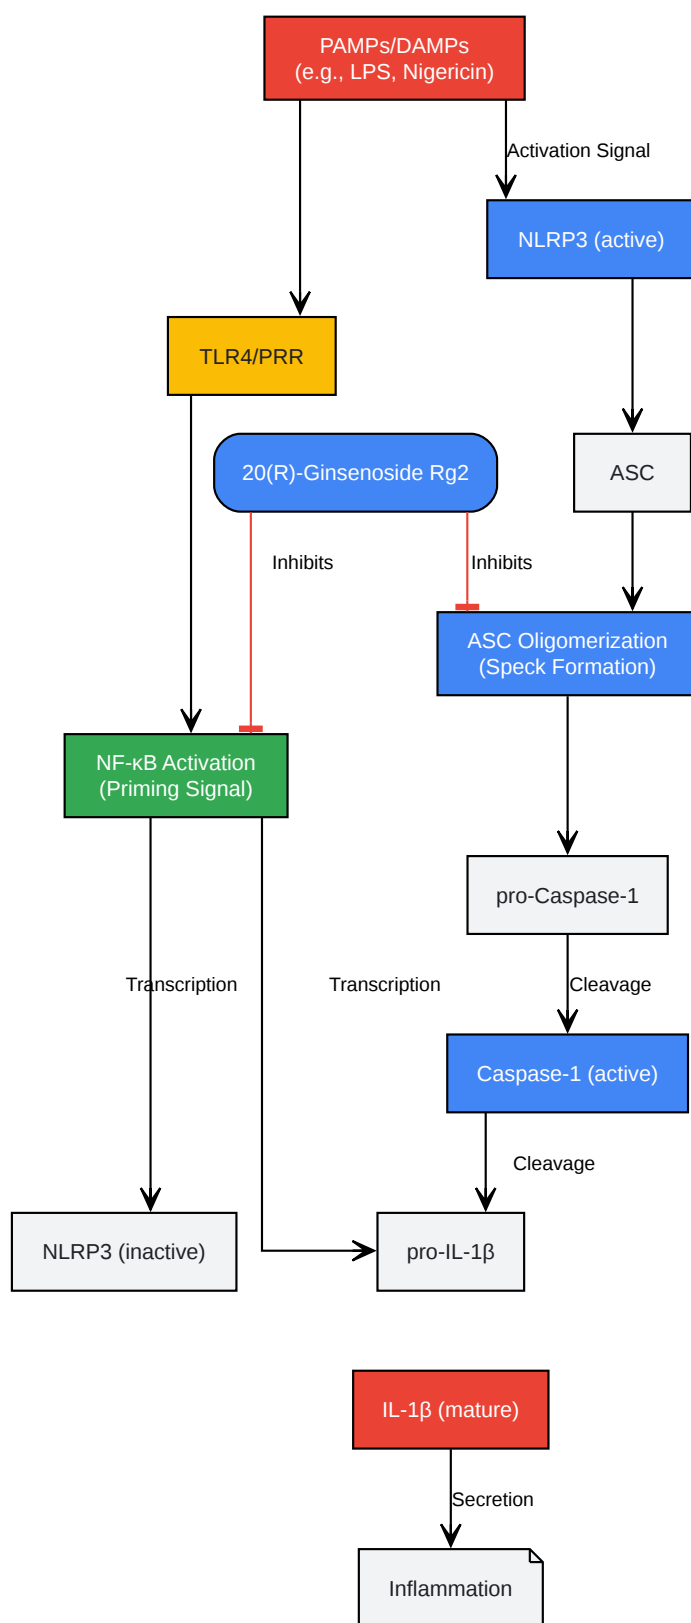 PAMPs/DAMPs
(e.g., LPS, Nigericin)
Activation Signal
NLRP3 (active)
TLR4/PRR
20(R)-Ginsenoside Rg2
ASC
Inhibits
Inhibits
ASC Oligomerization
(Speck Formation)
NF-κB Activation
(Priming Signal)
pro-Caspase-1
Transcription
Transcription
Cleavage
Caspase-1 (active)
Cleavage
NLRP3 (inactive)
pro-IL-1β
IL-1β (mature)
Secretion
Inflammation